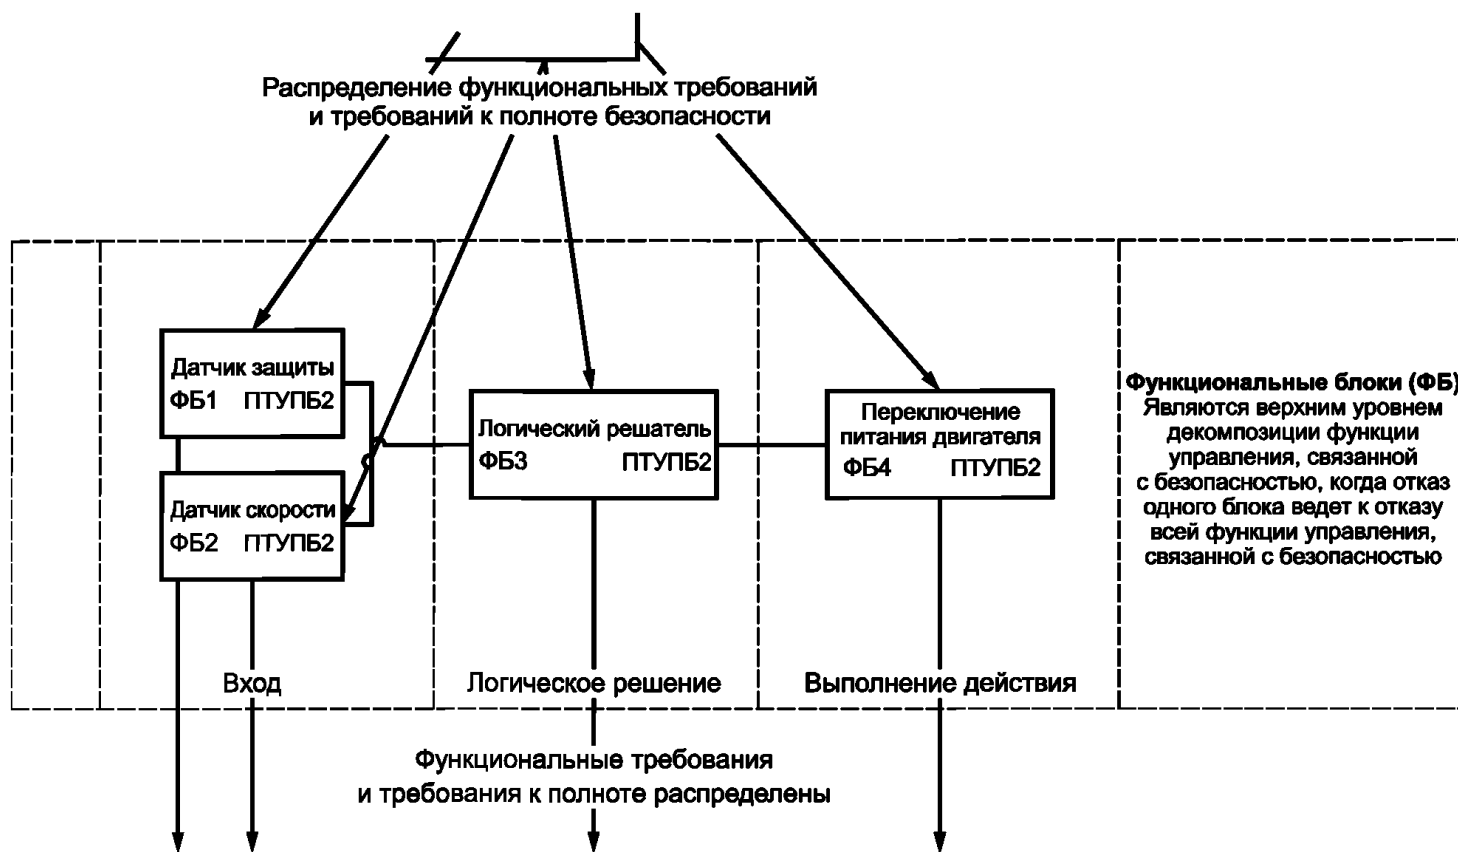 Распределение функциональных требований
и требований к полноте безопасности
Датчик защиты
ФБ1 ПТУПБ2
Датчик скорости
ФБ2 ПТУПБ2
Вход
Логический решатель
ФБ3 ПТУПБ2
Логическое решение
Переключение
питания двигателя
ФБ4 ПТУПБ2
Выполнение действия
Функциональные блоки (ФБ)
Являются верхним уровнем
декомпозиции функции
управления, связанной
с безопасностью, когда отказ
одного блока ведет к отказу
всей функции управления,
связанной с безопасностью
Функциональные требования
и требования к полноте распределены